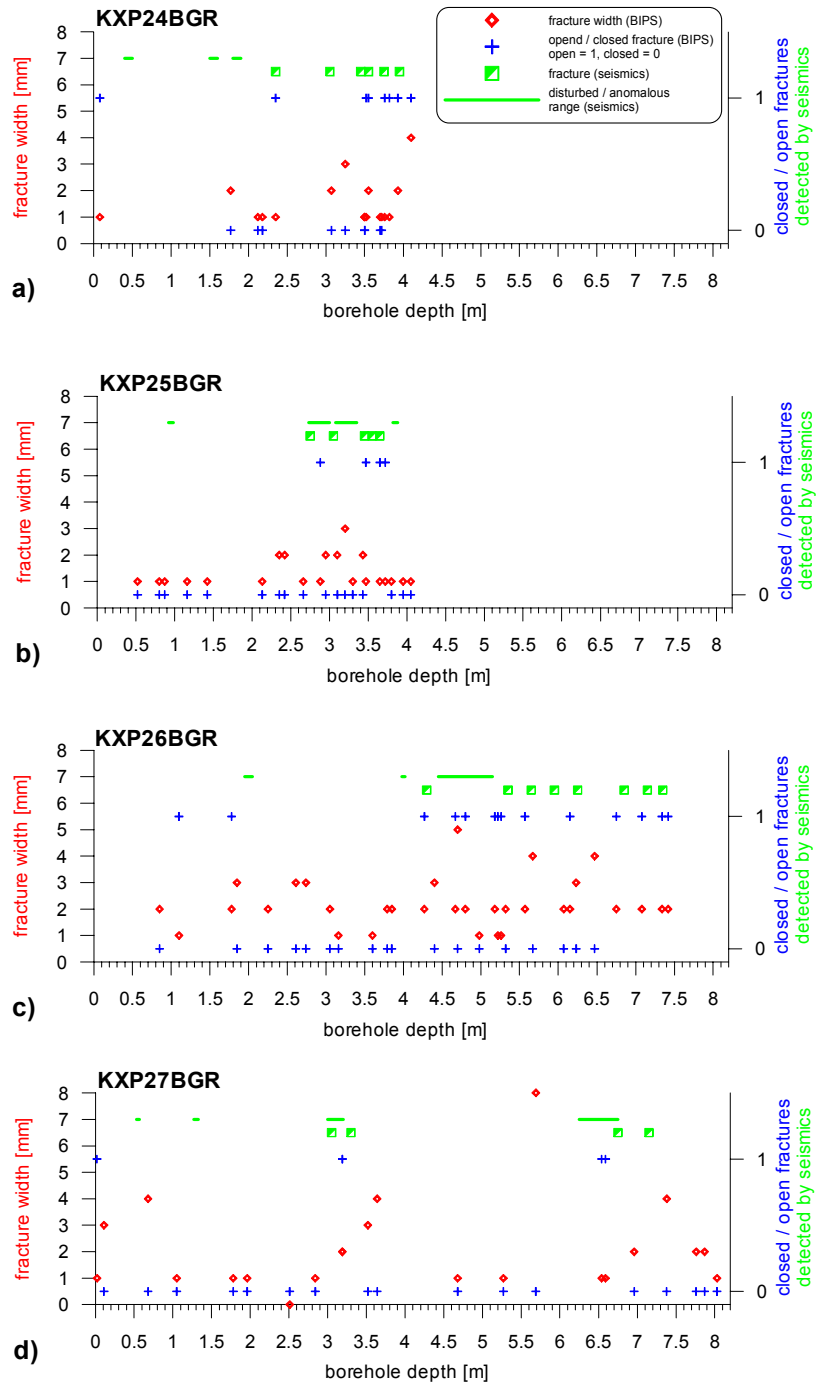 KXP24BGR
fracture width (BIPS)
opend / closed fracture (BIPS)
open = 1, closed = 0
fracture (seismics)
disturbed / anomalous
range (seismics)
8
7
6
5
4
3
2
1
0
fracture width [mm]
1
0
closed / open fractures
detected by seismics
0 0.5 1 1.5 2 2.5 3 3.5 4 4.5 5 5.5 6 6.5 7 7.5 8
borehole depth [m]
a)
KXP25BGR
8
7
6
5
4
3
2
1
0
fracture width [mm]
1
0
closed / open fractures
detected by seismics
0 0.5 1 1.5 2 2.5 3 3.5 4 4.5 5 5.5 6 6.5 7 7.5 8
borehole depth [m]
b)
KXP26BGR
8
7
6
5
4
3
2
1
0
fracture width [mm]
1
0
closed / open fractures
detected by seismics
0 0.5 1 1.5 2 2.5 3 3.5 4 4.5 5 5.5 6 6.5 7 7.5 8
borehole depth [m]
c)
KXP27BGR
8
7
6
5
4
3
2
1
0
fracture width [mm]
1
0
closed / open fractures
detected by seismics
0 0.5 1 1.5 2 2.5 3 3.5 4 4.5 5 5.5 6 6.5 7 7.5 8
borehole depth [m]
d)